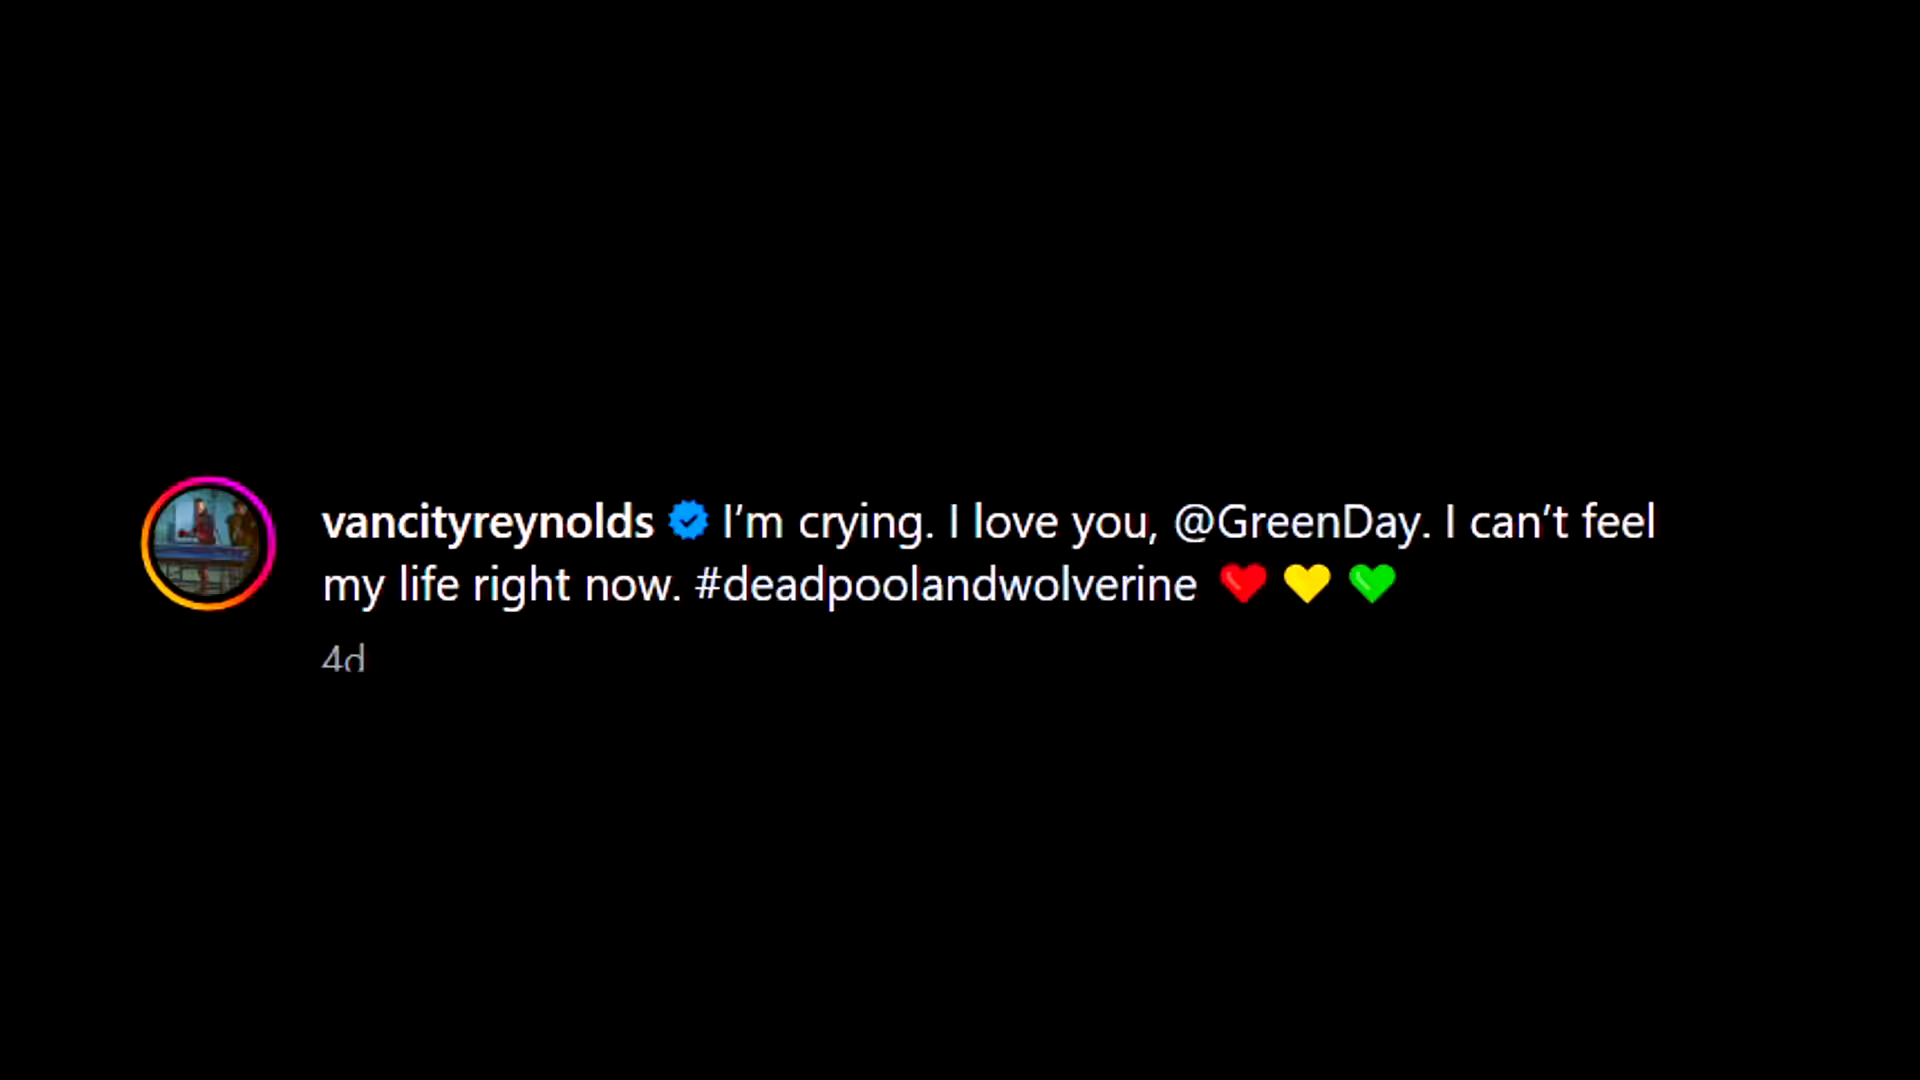 vancityreynolds I’m crying. I love you, @GreenDay. I can’t feel
my life right now. #deadpoolandwolverine ❤️ 💛 💚
4d